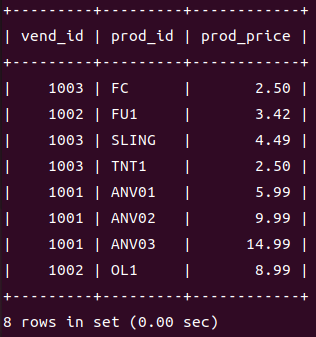 +---------+---------+------------+
| vend_id | prod_id | prod_price |
+---------+---------+------------+
|    1003 | FC      |       2.50 |
|    1002 | FU1     |       3.42 |
|    1003 | SLING   |       4.49 |
|    1003 | TNT1    |       2.50 |
|    1001 | ANV01   |       5.99 |
|    1001 | ANV02   |       9.99 |
|    1001 | ANV03   |      14.99 |
|    1002 | OL1     |       8.99 |
+---------+---------+------------+
8 rows in set (0.00 sec)